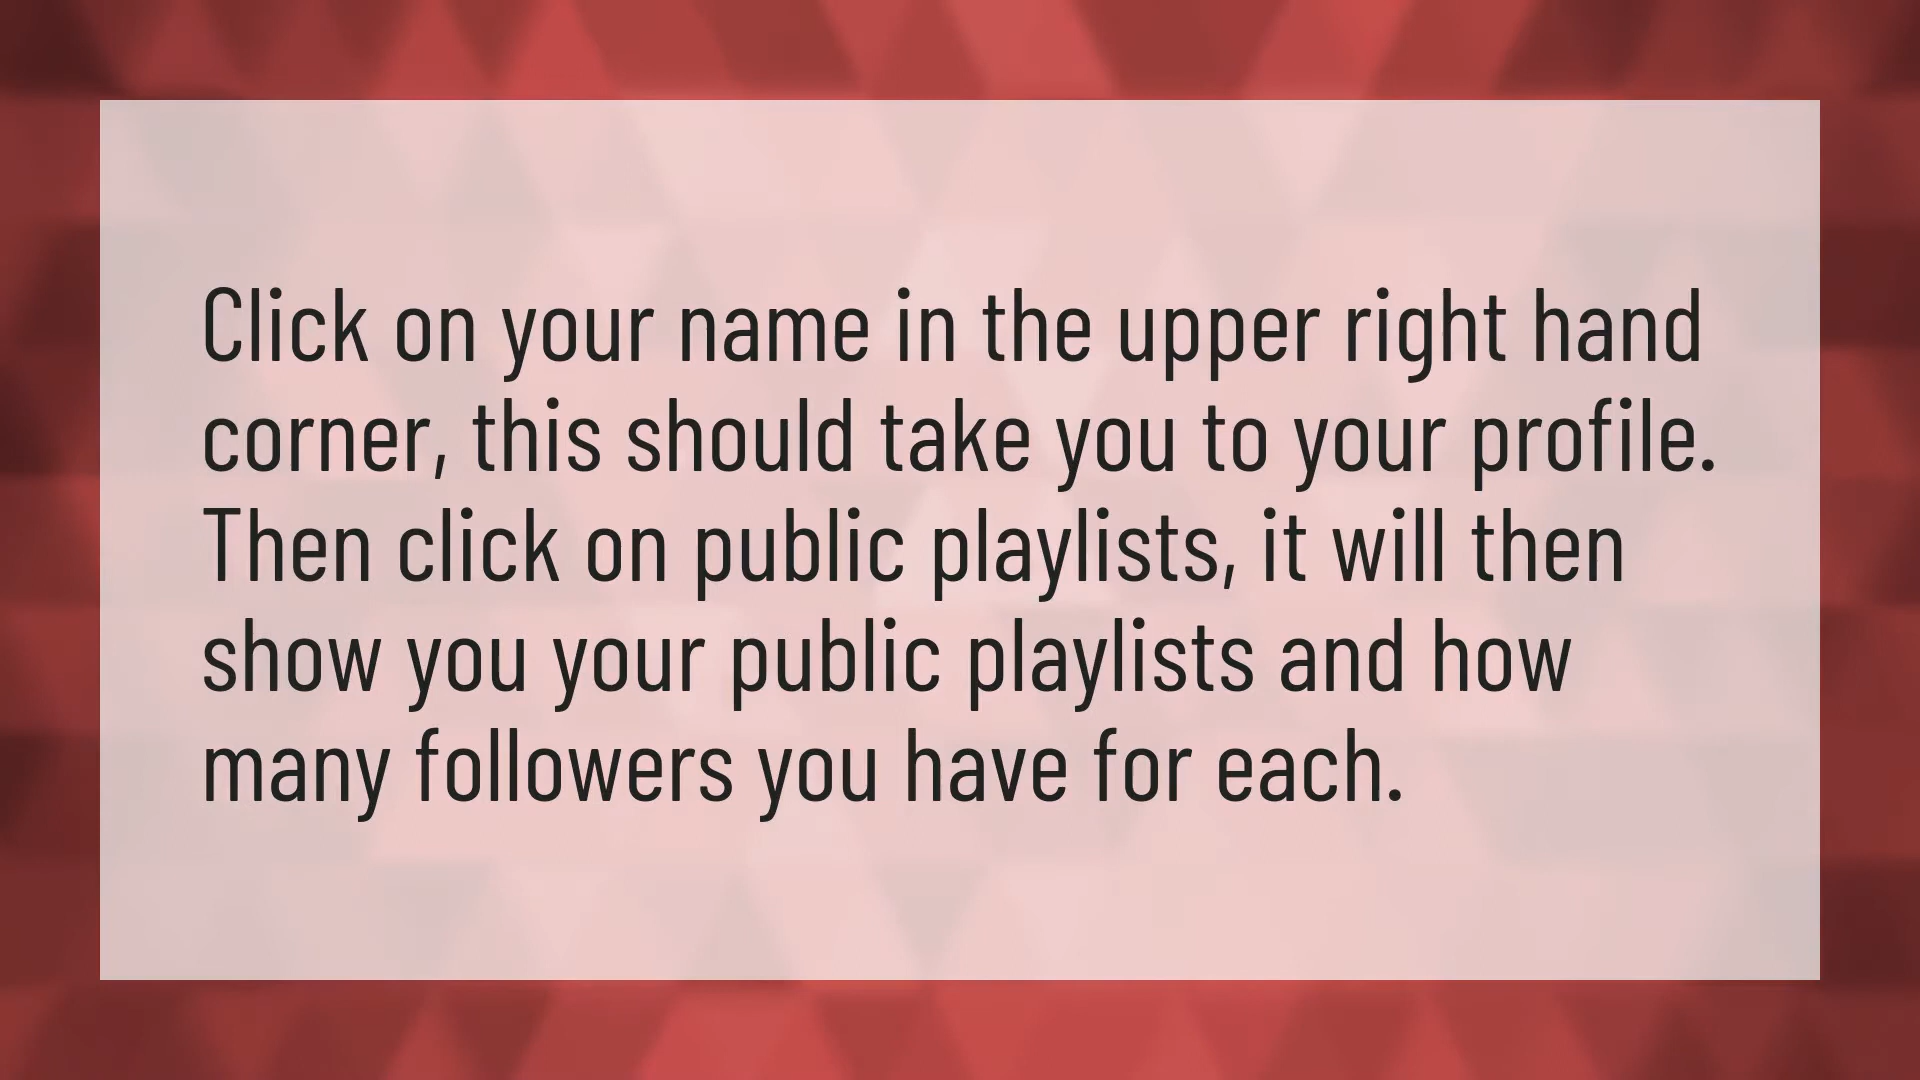 Click on your name in the upper right hand
corner, this should take you to your profile.
Then click on public playlists, it will then
show you your public playlists and how
many followers you have for each.